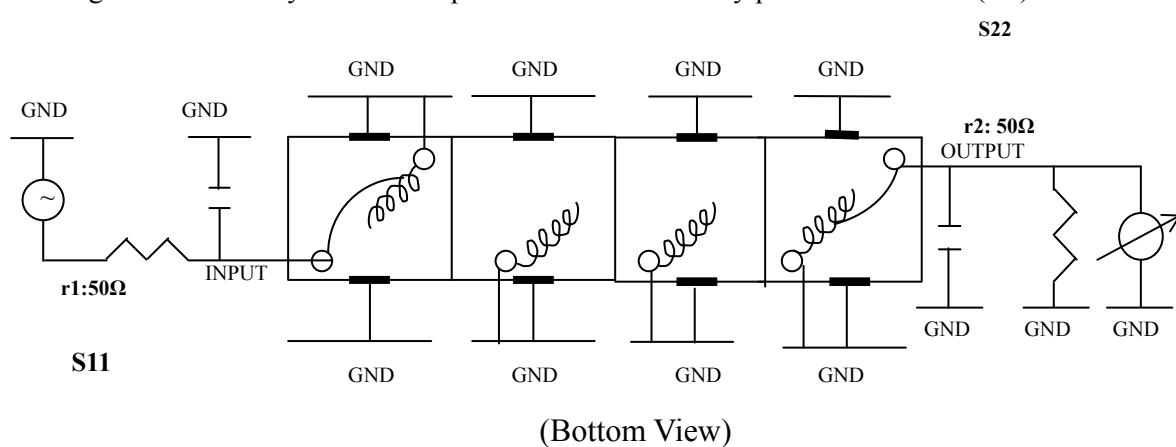 S22
GND GND GND GND
GND GND
r2: 50Ω
OUTPUT
~
INPUT
r1:50Ω
GND GND GND
S11
GND GND GND GND
(Bottom View)